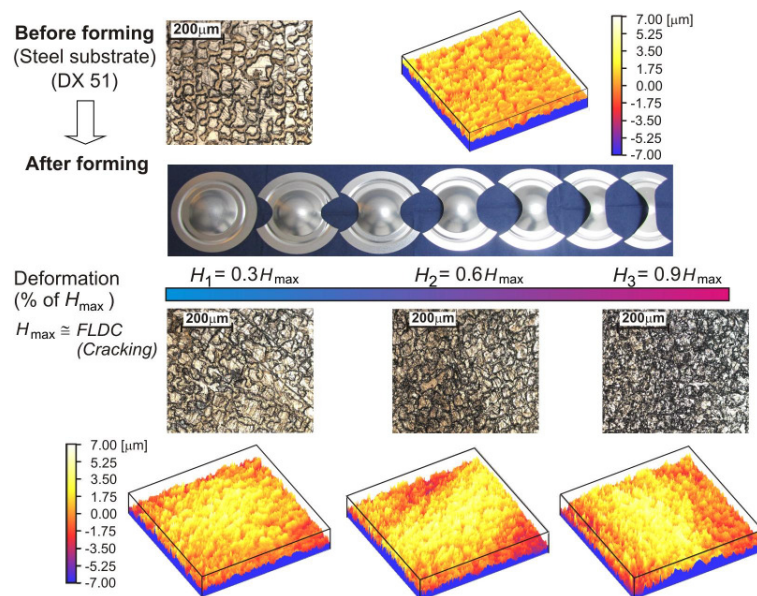 Before forming
(Steel substrate)
(DX 51)
200µm
7.00 [µm]
5.25
3.50
1.75
0.00
-1.75
-3.50
-5.25
-7.00
After forming
Deformation
(% of Hmax)
Hmax ≅ FLDC
(Cracking)
H1 = 0.3Hmax
H2 = 0.6Hmax
H3 = 0.9Hmax
200µm
200µm
200µm
7.00 [µm]
5.25
3.50
1.75
0.00
-1.75
-3.50
-5.25
-7.00